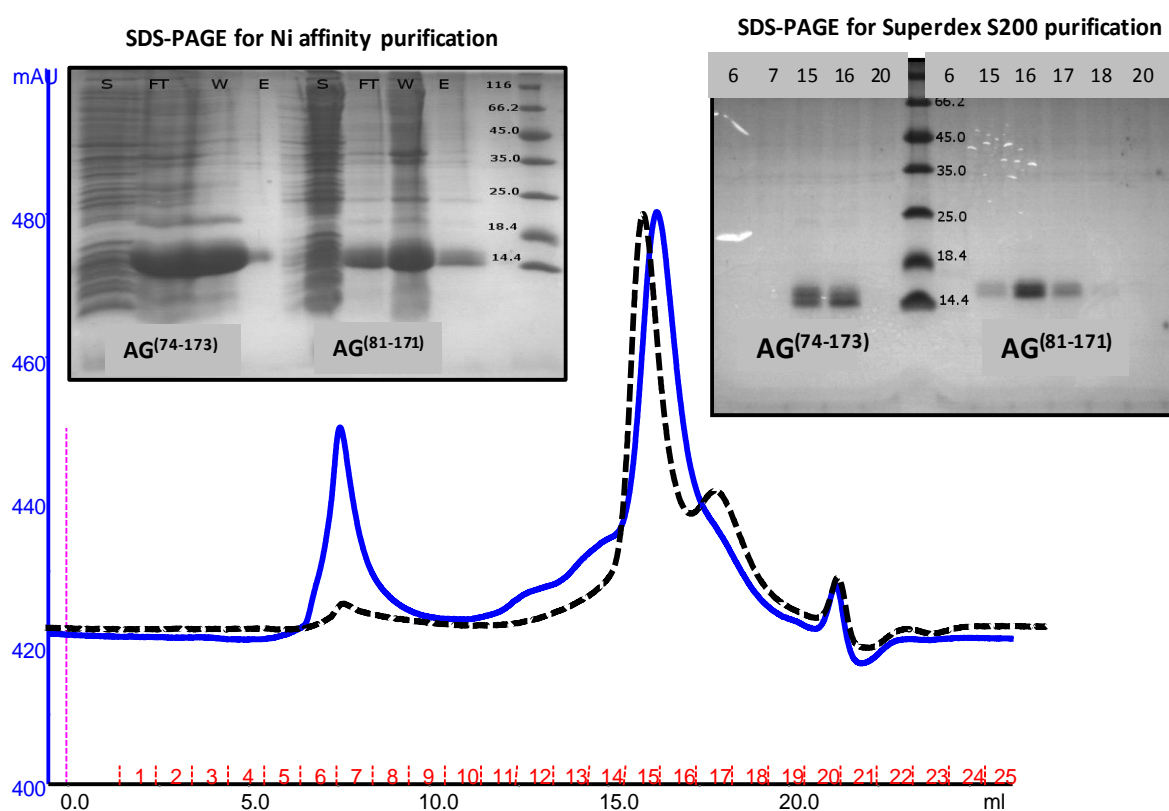 SDS-PAGE for Ni affinity purification
SDS-PAGE for Superdex S200 purification
mAU
S FT W E S FT W E 116
66.2
45.0
35.0
25.0
18.4
14.4
AG(74-173) AG(81-171)
6 7 15 16 20 6 15 16 17 18 20
66.2
45.0
35.0
25.0
18.4
14.4
AG(74-173) AG(81-171)
480
460
440
420
400
1 2 3 4 5 6 7 8 9 10 11 12 13 14 15 16 17 18 19 20 21 22 23 24 25
0.0 5.0 10.0 15.0 20.0 ml